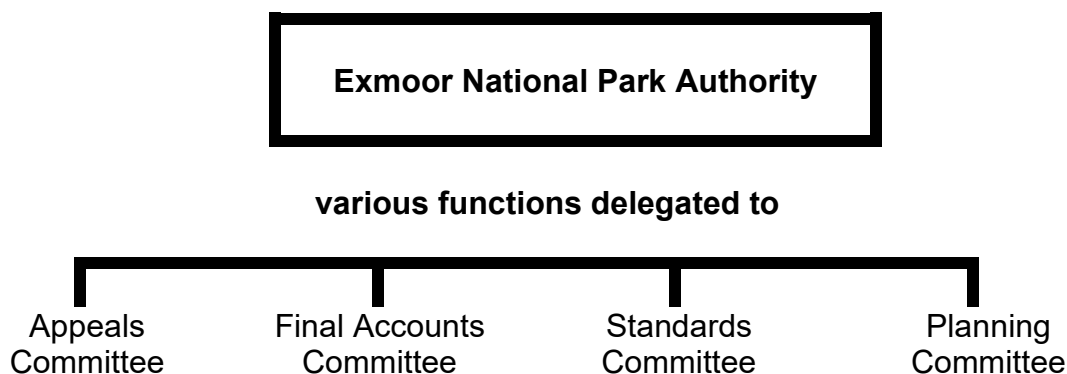 Exmoor National Park Authority
various functions delegated to
Appeals
Committee
Final Accounts
Committee
Standards
Committee
Planning
Committee